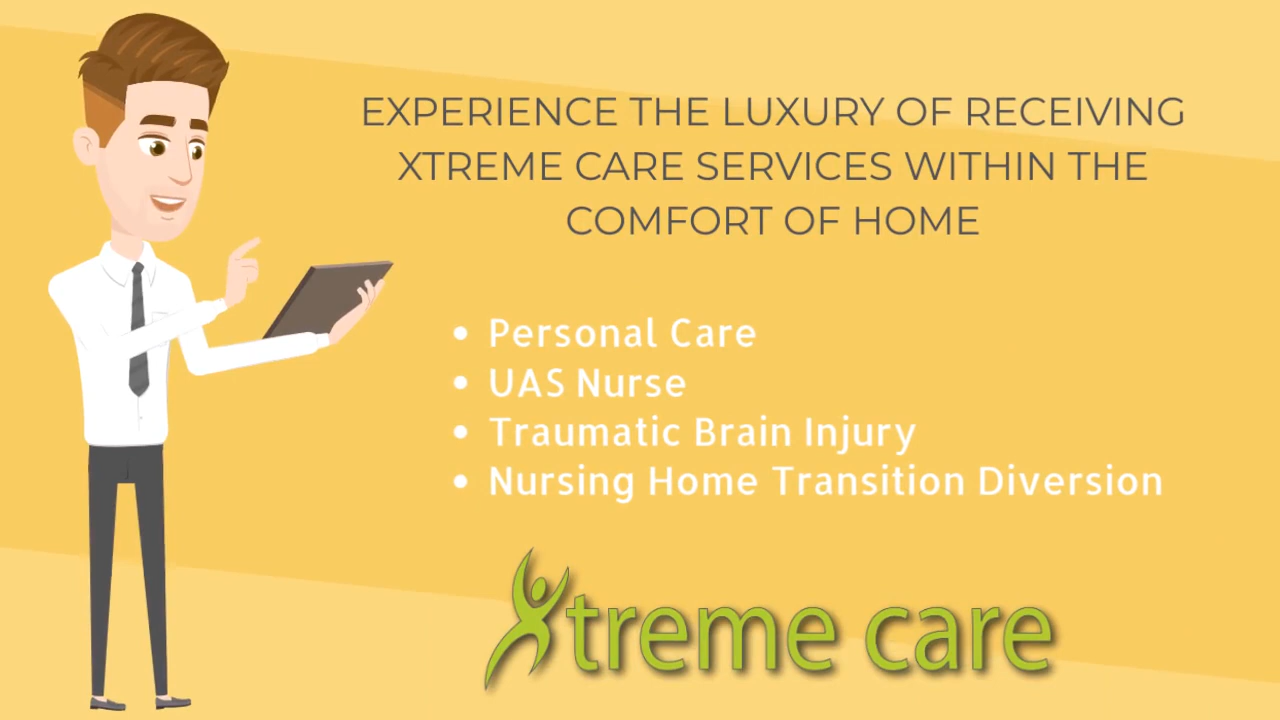 EXPERIENCE THE LUXURY OF RECEIVING
XTREME CARE SERVICES WITHIN THE
COMFORT OF HOME
• Personal Care
• UAS Nurse
• Traumatic Brain Injury
• Nursing Home Transition Diversion
Xtreme care